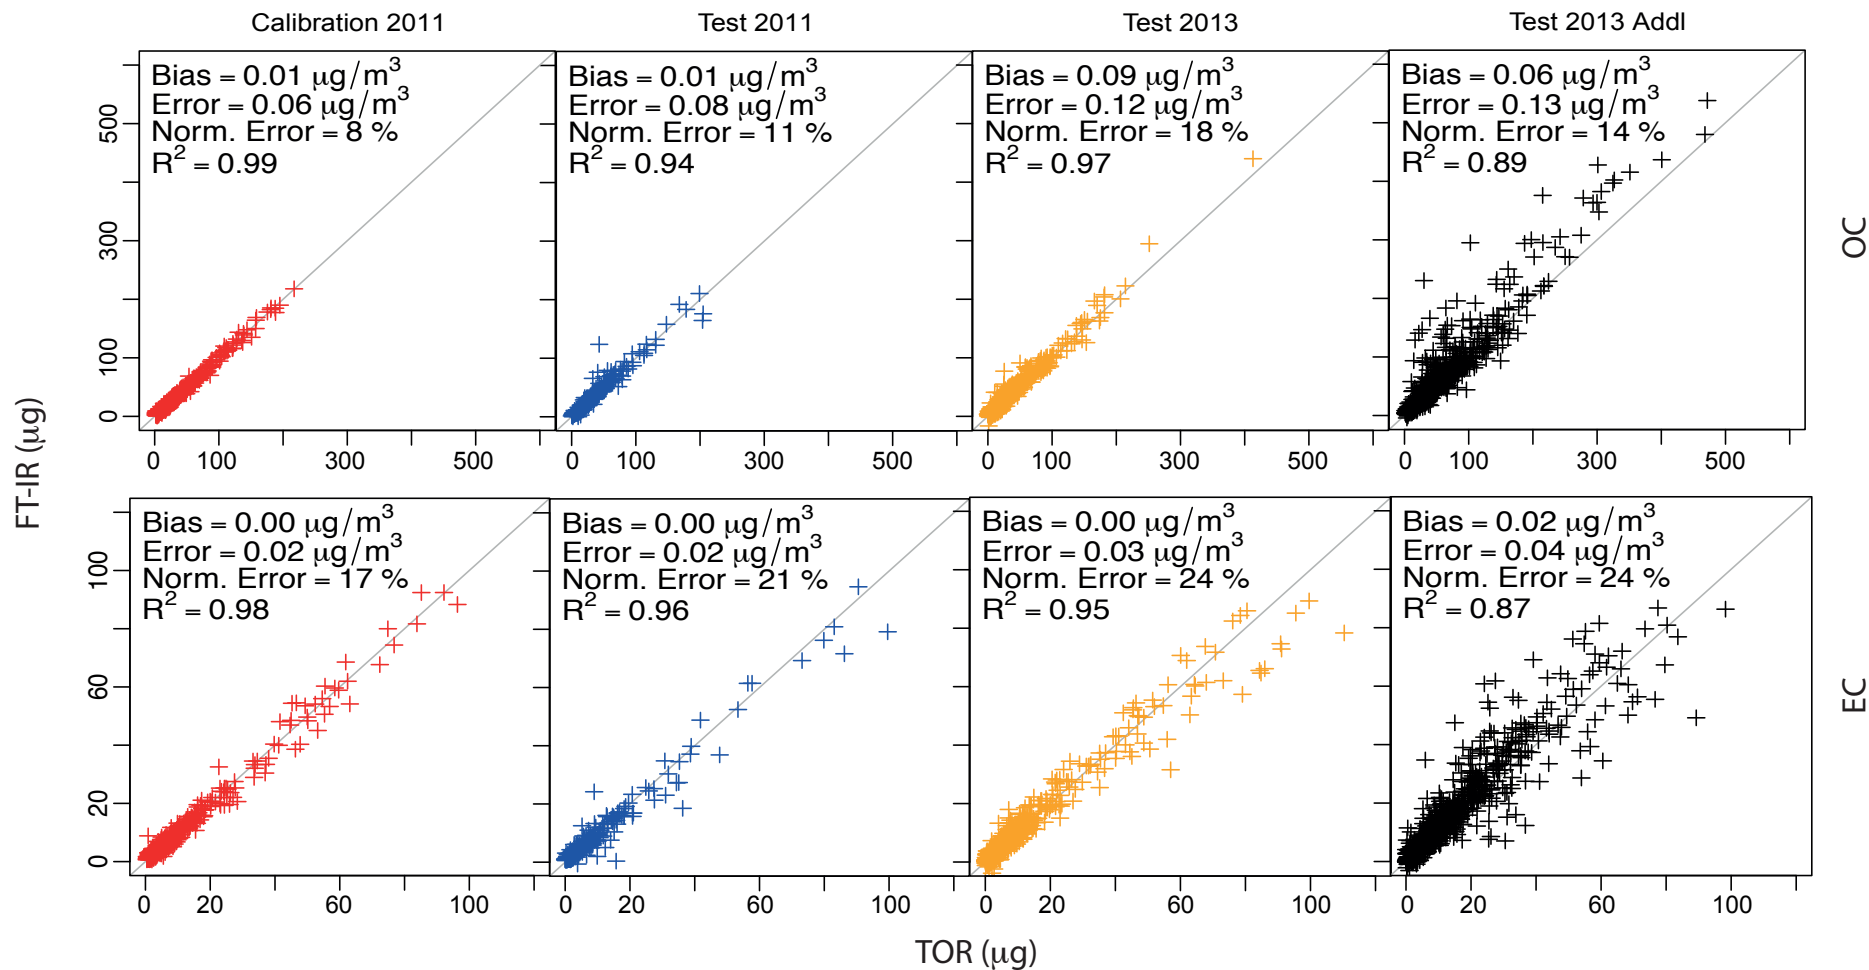 Calibration 2011
Test 2011
Test 2013
Test 2013 Addl
Bias = 0.01 μg/m³
Error = 0.06 μg/m³
Norm. Error = 8 %
R² = 0.99
Bias = 0.01 μg/m³
Error = 0.08 μg/m³
Norm. Error = 11 %
R² = 0.94
Bias = 0.09 μg/m³
Error = 0.12 μg/m³
Norm. Error = 18 %
R² = 0.97
Bias = 0.06 μg/m³
Error = 0.13 μg/m³
Norm. Error = 14 %
R² = 0.89
500
300
100
0
OC
0 100 300 500
0 100 300 500
0 100 300 500
0 100 300 500
FT-IR (μg)
Bias = 0.00 μg/m³
Error = 0.02 μg/m³
Norm. Error = 17 %
R² = 0.98
Bias = 0.00 μg/m³
Error = 0.02 μg/m³
Norm. Error = 21 %
R² = 0.96
Bias = 0.00 μg/m³
Error = 0.03 μg/m³
Norm. Error = 24 %
R² = 0.95
Bias = 0.02 μg/m³
Error = 0.04 μg/m³
Norm. Error = 24 %
R² = 0.87
100
60
20
0
EC
0 20 60 100
0 20 60 100
0 20 60 100
0 20 60 100
TOR (μg)